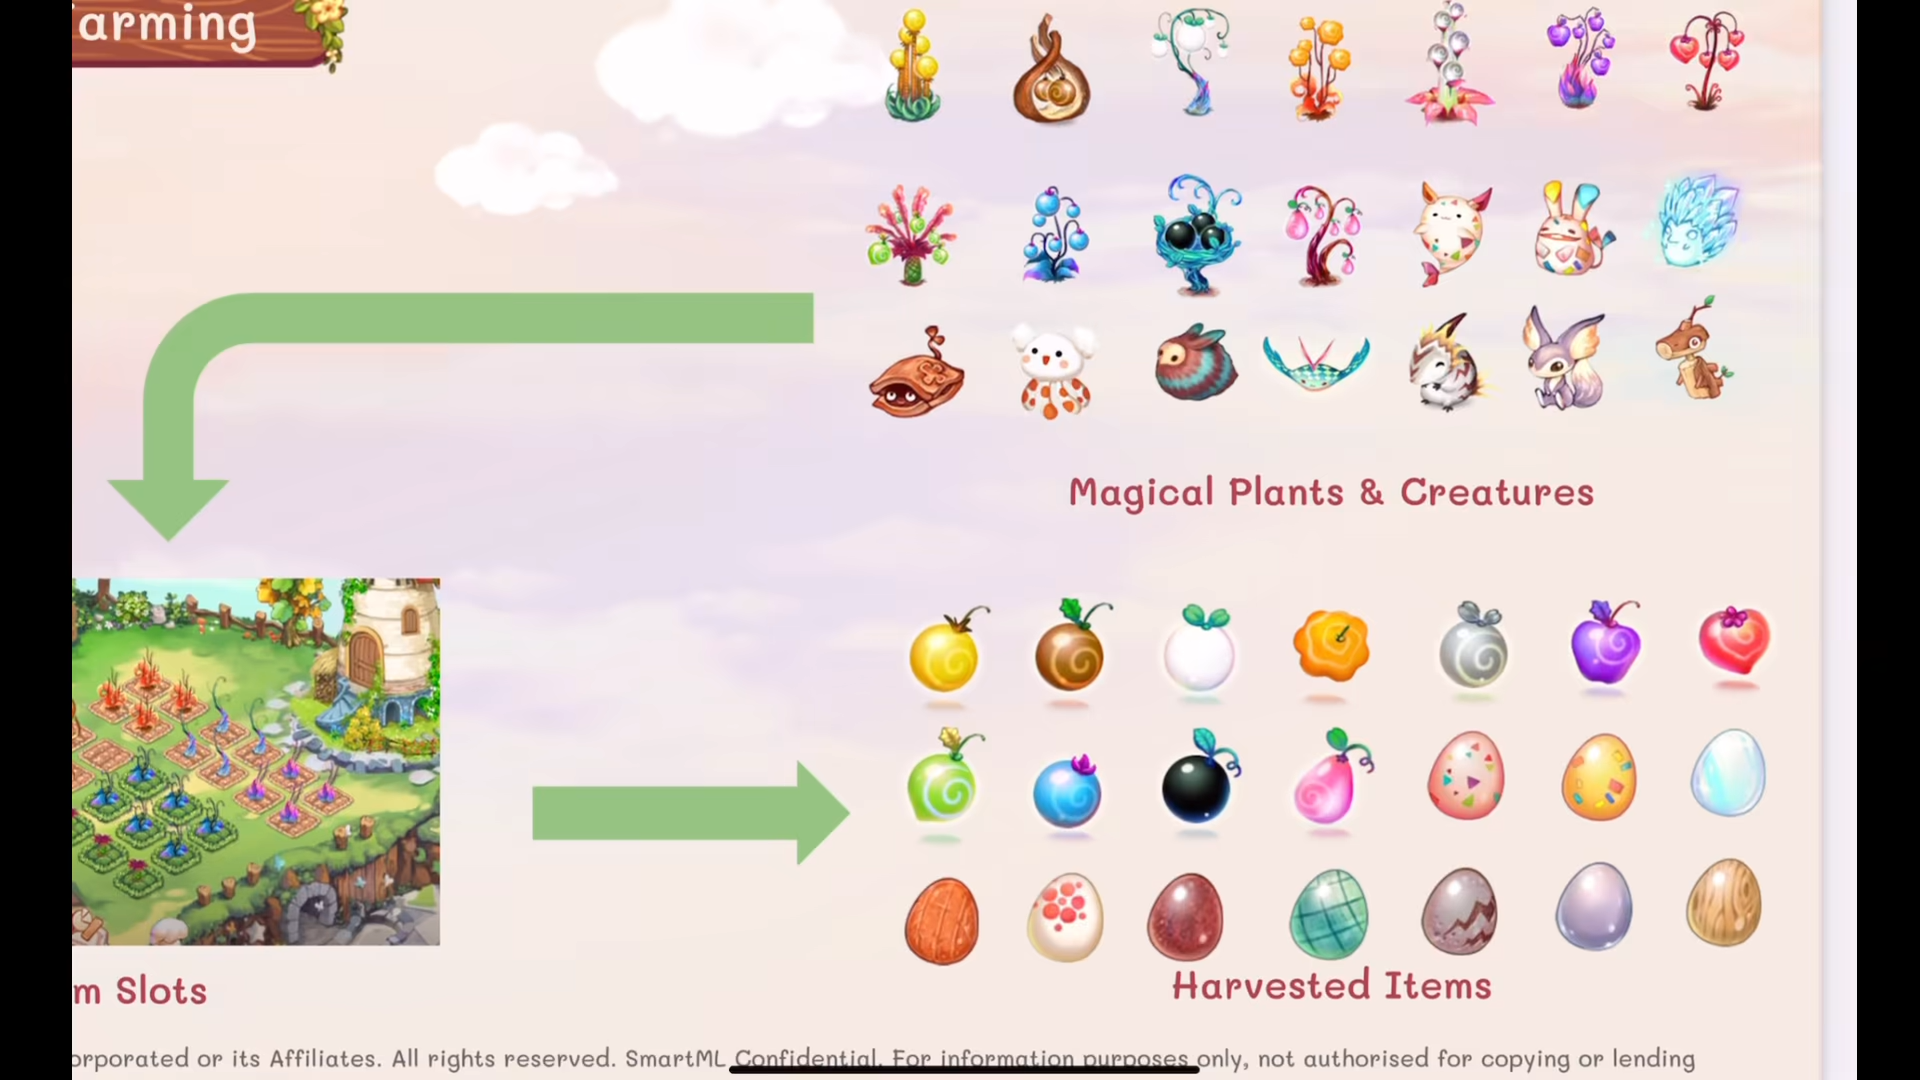 arming
Magical Plants & Creatures
m Slots
Harvested Items
orporated or its Affiliates. All rights reserved. SmartML Confidential. For information purposes only, not authorised for copying or lending